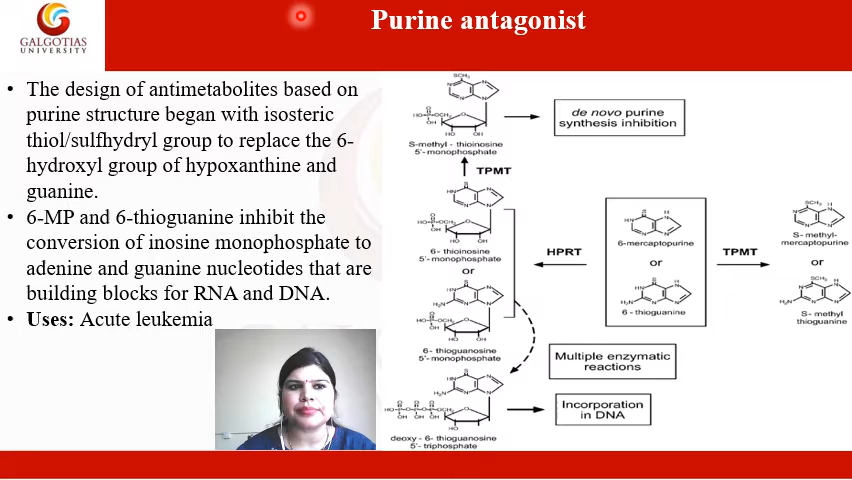 GALGOTIAS
UNIVERSITY
Purine antagonist
• The design of antimetabolites based on
purine structure began with isosteric
thiol/sulfhydryl group to replace the 6-
hydroxyl group of hypoxanthine and
guanine.
• 6-MP and 6-thioguanine inhibit the
conversion of inosine monophosphate to
adenine and guanine nucleotides that are
building blocks for RNA and DNA.
• Uses: Acute leukemia
SCH₃
S-methyl - thioinosine
5'- monophosphate
de novo purine
synthesis inhibition
TPMT
6- thioinosine
5'- monophosphate
or
6- thioguanosine
5'- monophosphate
HPRT
6-mercaptopurine
or
6 - thioguanine
TPMT
SCH₃
S- methyl-
mercaptopurine
or
SCH₃
S- methyl
thioguanine
Multiple enzymatic
reactions
Incorporation
in DNA
deoxy - 6- thioguanosine
5'- triphosphate